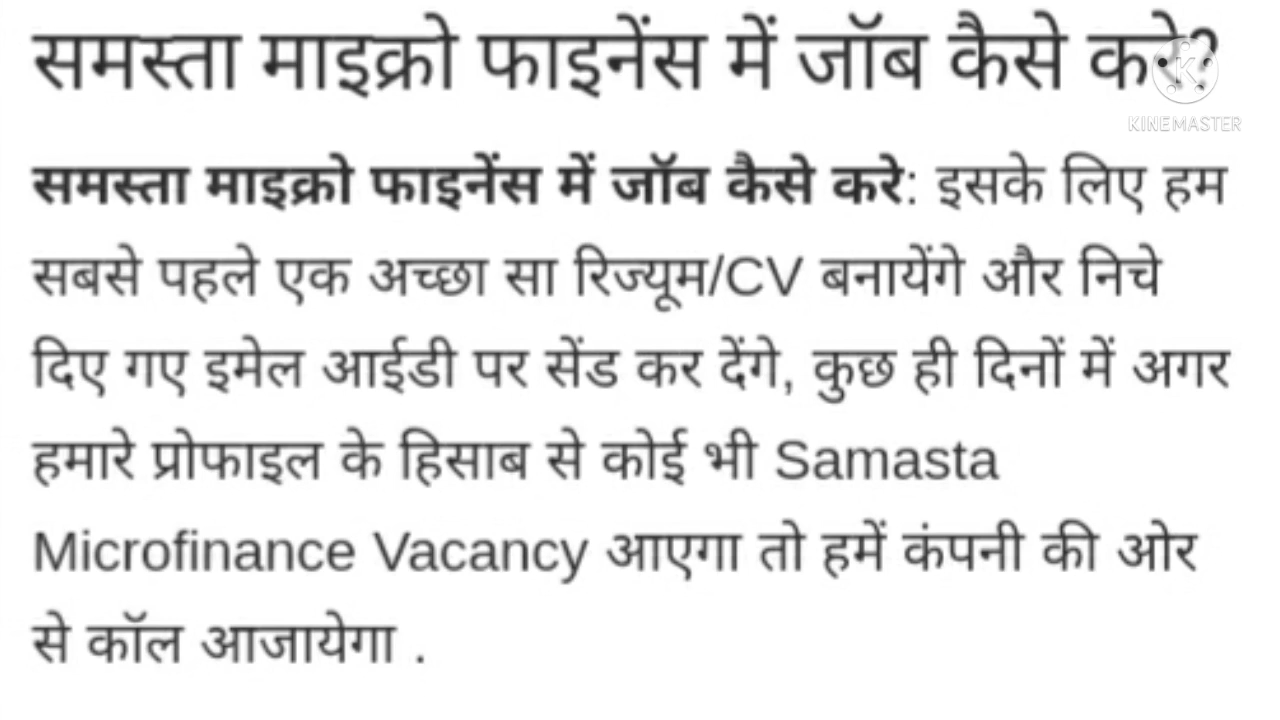 समस्ता माइक्रो फाइनेंस में जॉब कैसे करे?
KINEMASTER
समस्ता माइक्रो फाइनेंस में जॉब कैसे करे: इसके लिए हम
सबसे पहले एक अच्छा सा रिज्यूम/CV बनायेंगे और निचे
दिए गए इमेल आईडी पर सेंड कर देंगे, कुछ ही दिनों में अगर
हमारे प्रोफाइल के हिसाब से कोई भी Samasta
Microfinance Vacancy आएगा तो हमें कंपनी की ओर
से कॉल आजायेगा .